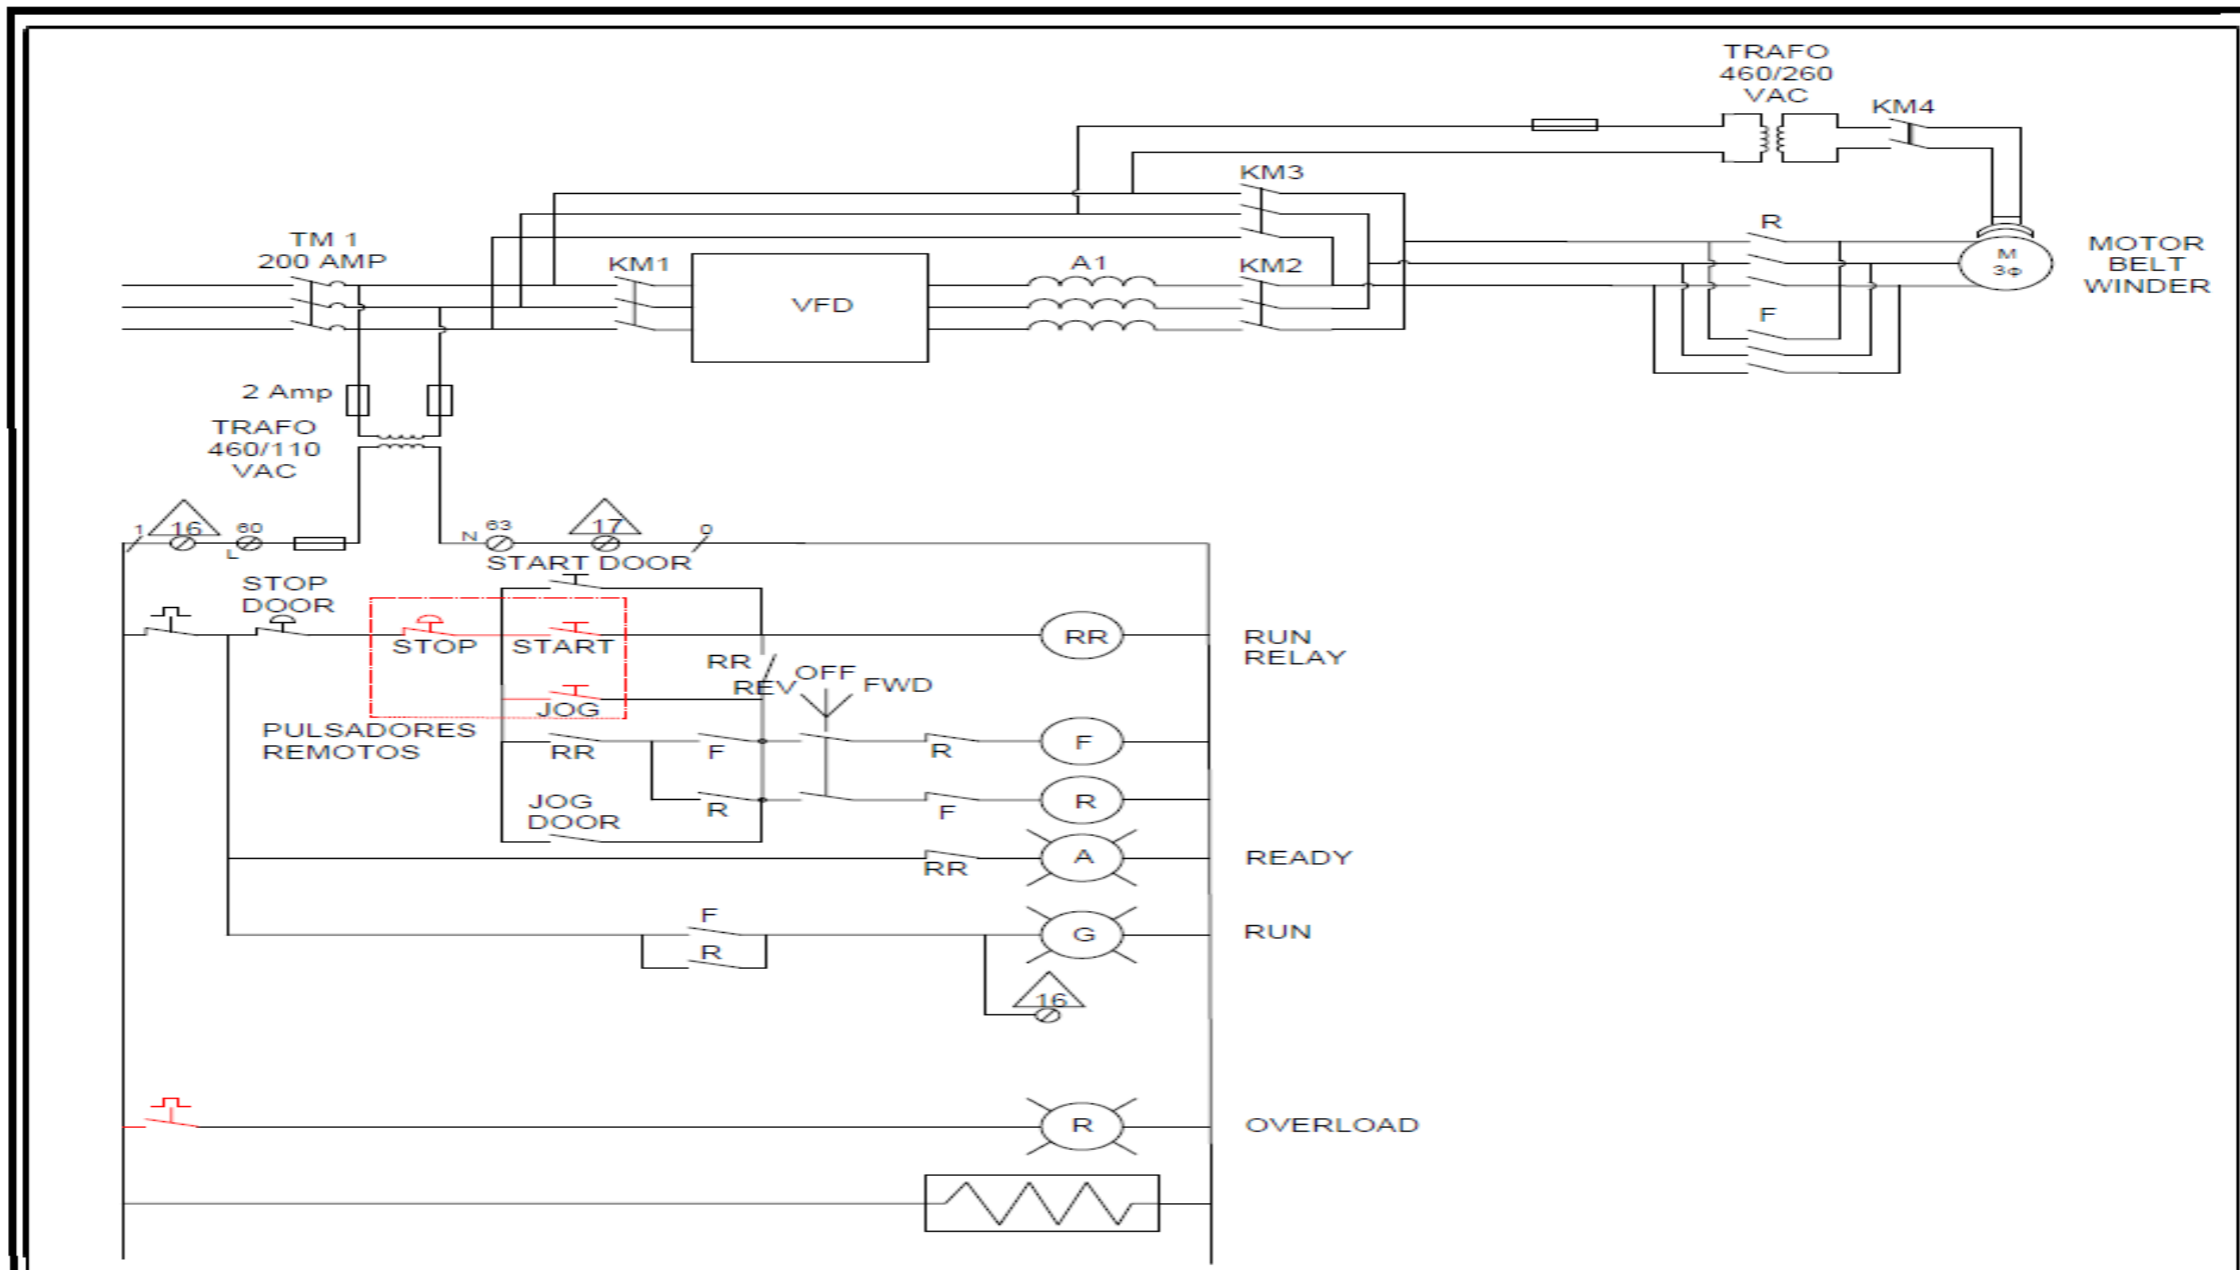 TRAFO
460/260
VAC
KM4
KM3
R
TM 1
200 AMP
KM1
A1
KM2
VFD
M
3Φ
MOTOR
BELT
WINDER
F
2 Amp
TRAFO
460/110
VAC
1
16
60
L
N
63
17
0
START DOOR
STOP
DOOR
STOP
START
RR
RUN
RELAY
RR
REV
OFF
FWD
JOG
PULSADORES
REMOTOS
RR
F
R
F
JOG
DOOR
R
F
R
RR
A
READY
F
R
G
RUN
16
R
OVERLOAD